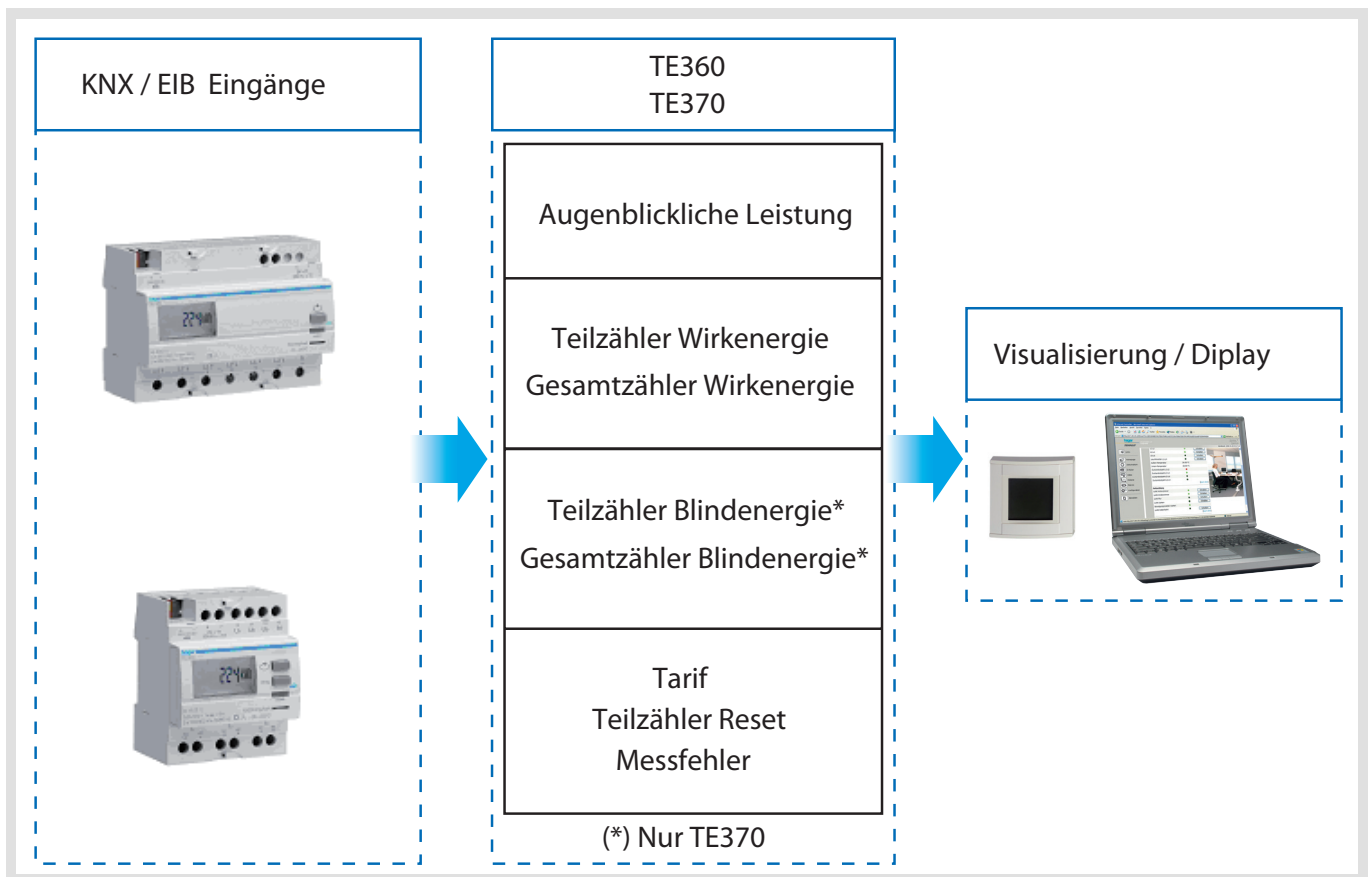 KNX / EIB Eingänge
TE360
TE370
Augenblickliche Leistung
Teilzähler Wirkenergie
Gesamtzähler Wirkenergie
Teilzähler Blindenergie*
Gesamtzähler Blindenergie*
Tarif
Teilzähler Reset
Messfehler
(*) Nur TE370
Visualisierung / Diplay